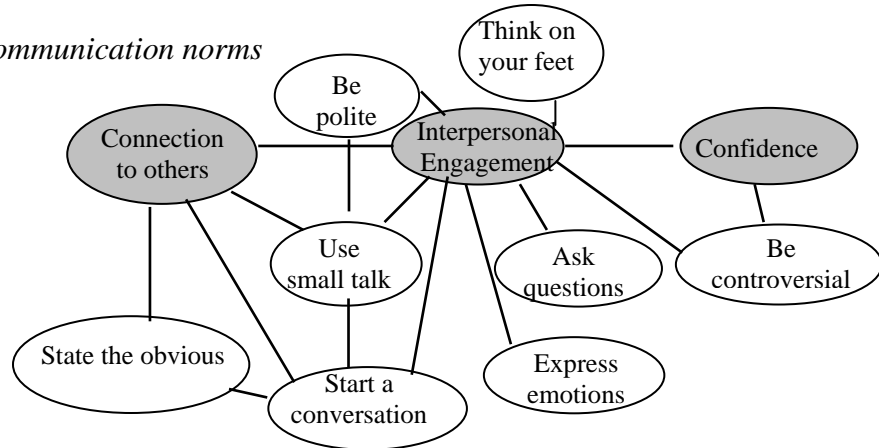 Think on
your feet
ommunication norms
Be
polite
Connection
to others
Interpersonal
Engagement
Confidence
Use
small talk
Ask
questions
Be
controversial
State the obvious
Express
emotions
Start a
conversation